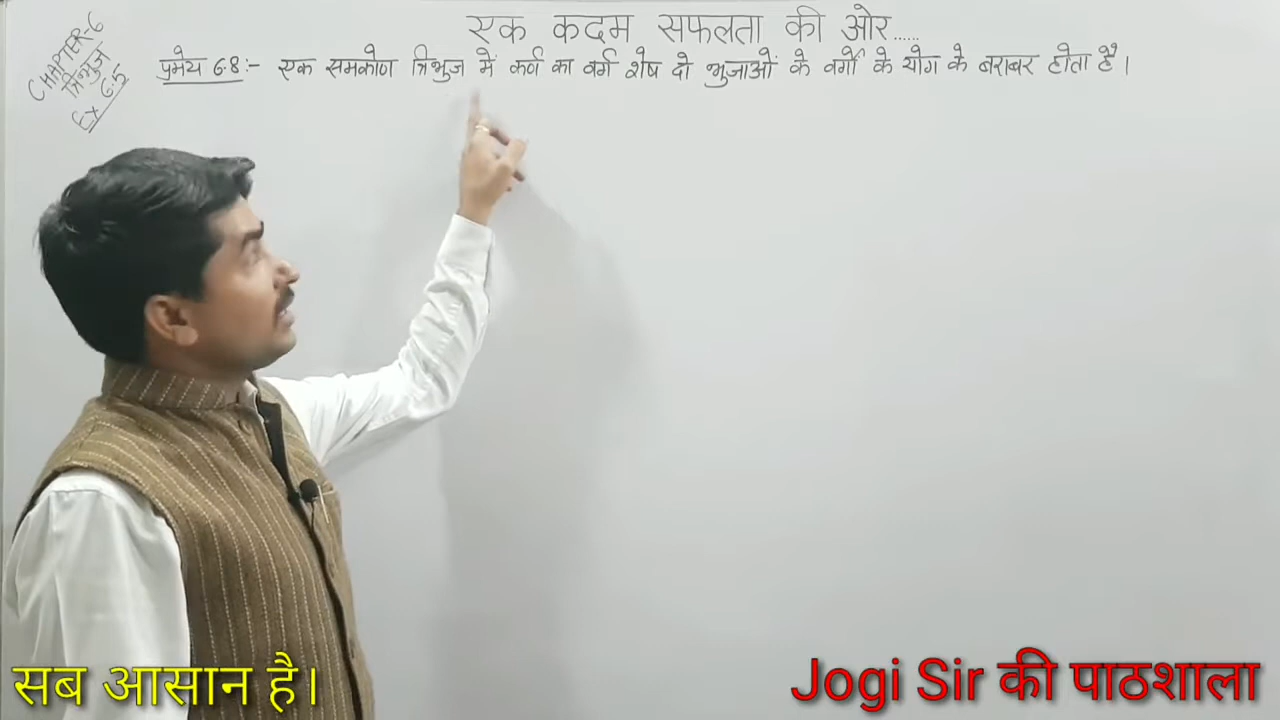 एक कदम सफलता की ओर......
CHAPTER-6
त्रिभुज
Ex 6.5
प्रमेय 6.8:- एक समकोण त्रिभुज में कर्ण का वर्ग शेष दो भुजाओं के वर्गों के योग के बराबर होता है।
सब आसान है।
Jogi Sir की पाठशाला